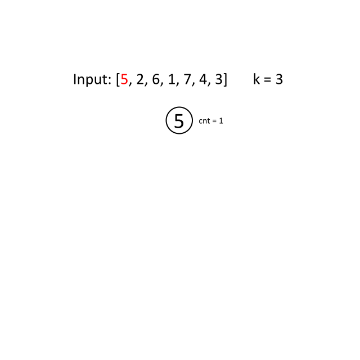 Input: [5, 2, 6, 1, 7, 4, 3] k = 3
5 cnt = 1